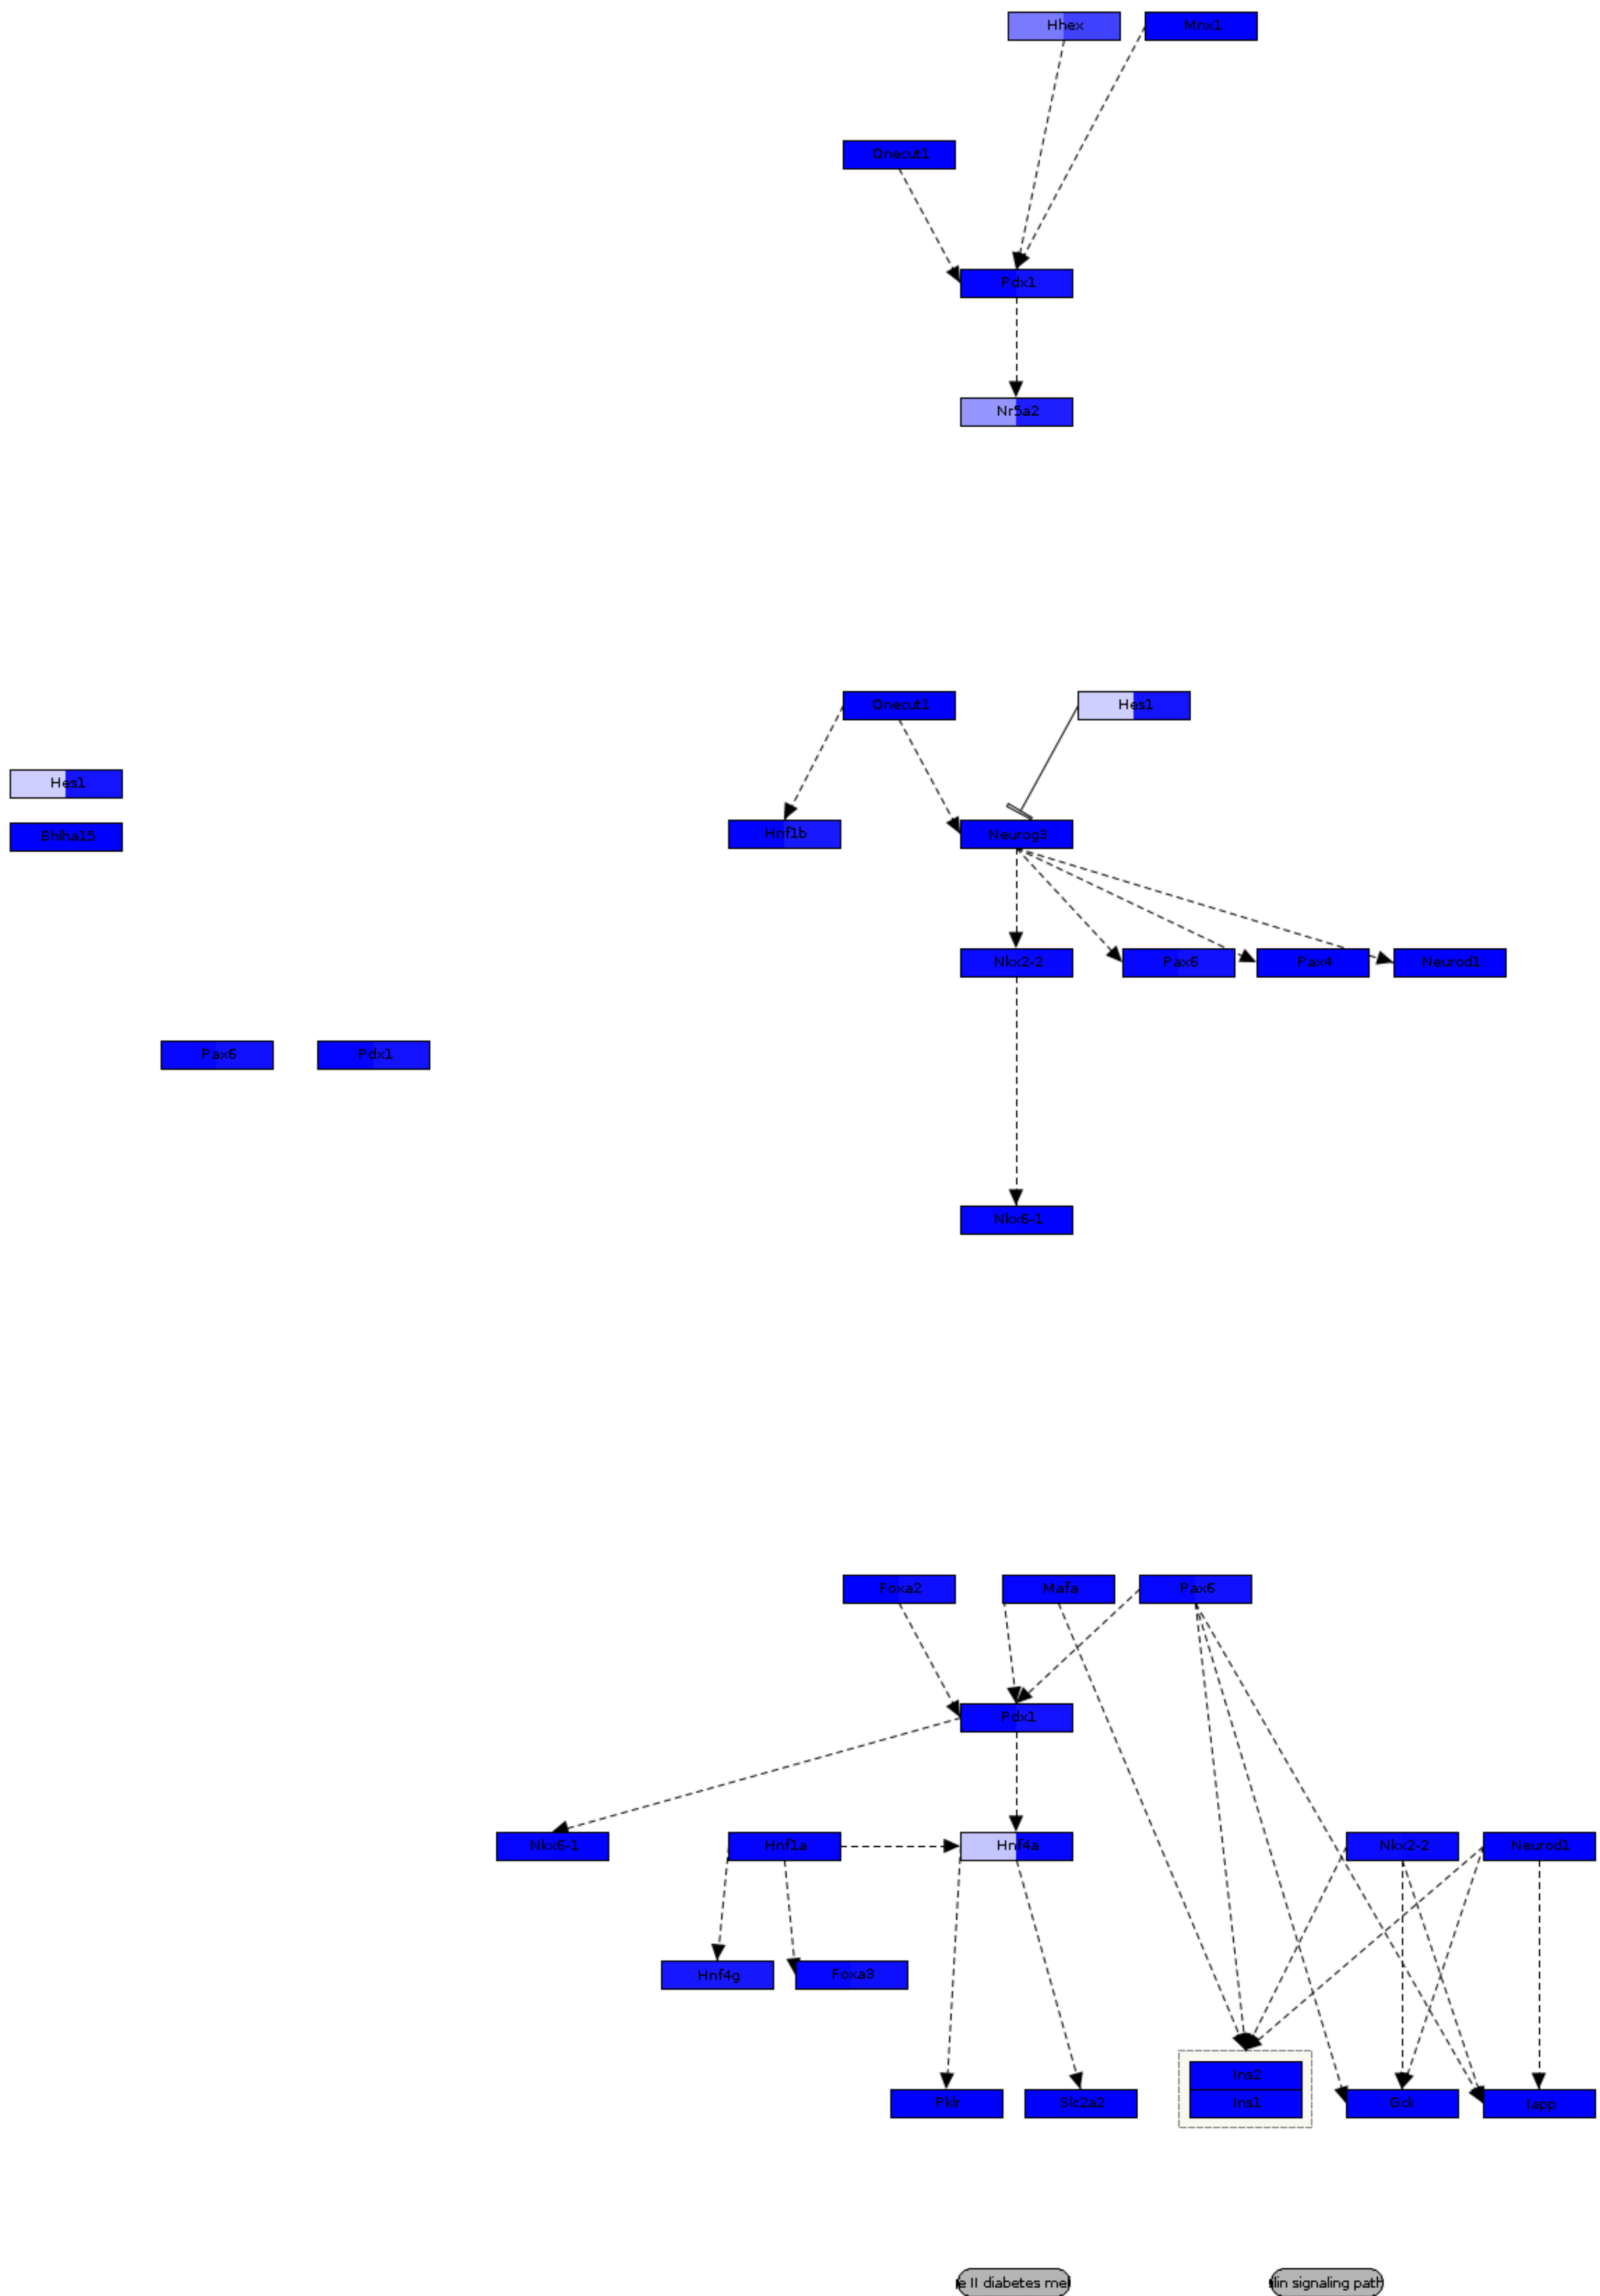 Hhex
Mnx1
Onecut1
Pdx1
Nr5a2
Onecut1
Hes1
Hes1
Bhlha15
Hnf1b
Neurog3
Nkx2-2
Pax6
Pax4
Neurod1
Pax6
Pdx1
Nkx6-1
Foxa2
Mafa
Pax6
Pdx1
Nkx6-1
Hnf1a
Hnf4a
Nkx2-2
Neurod1
Hnf4g
Foxa3
Ins2
Pklr
Slc2a2
Ins1
Gck
Iapp
e II diabetes mel
lin signaling path